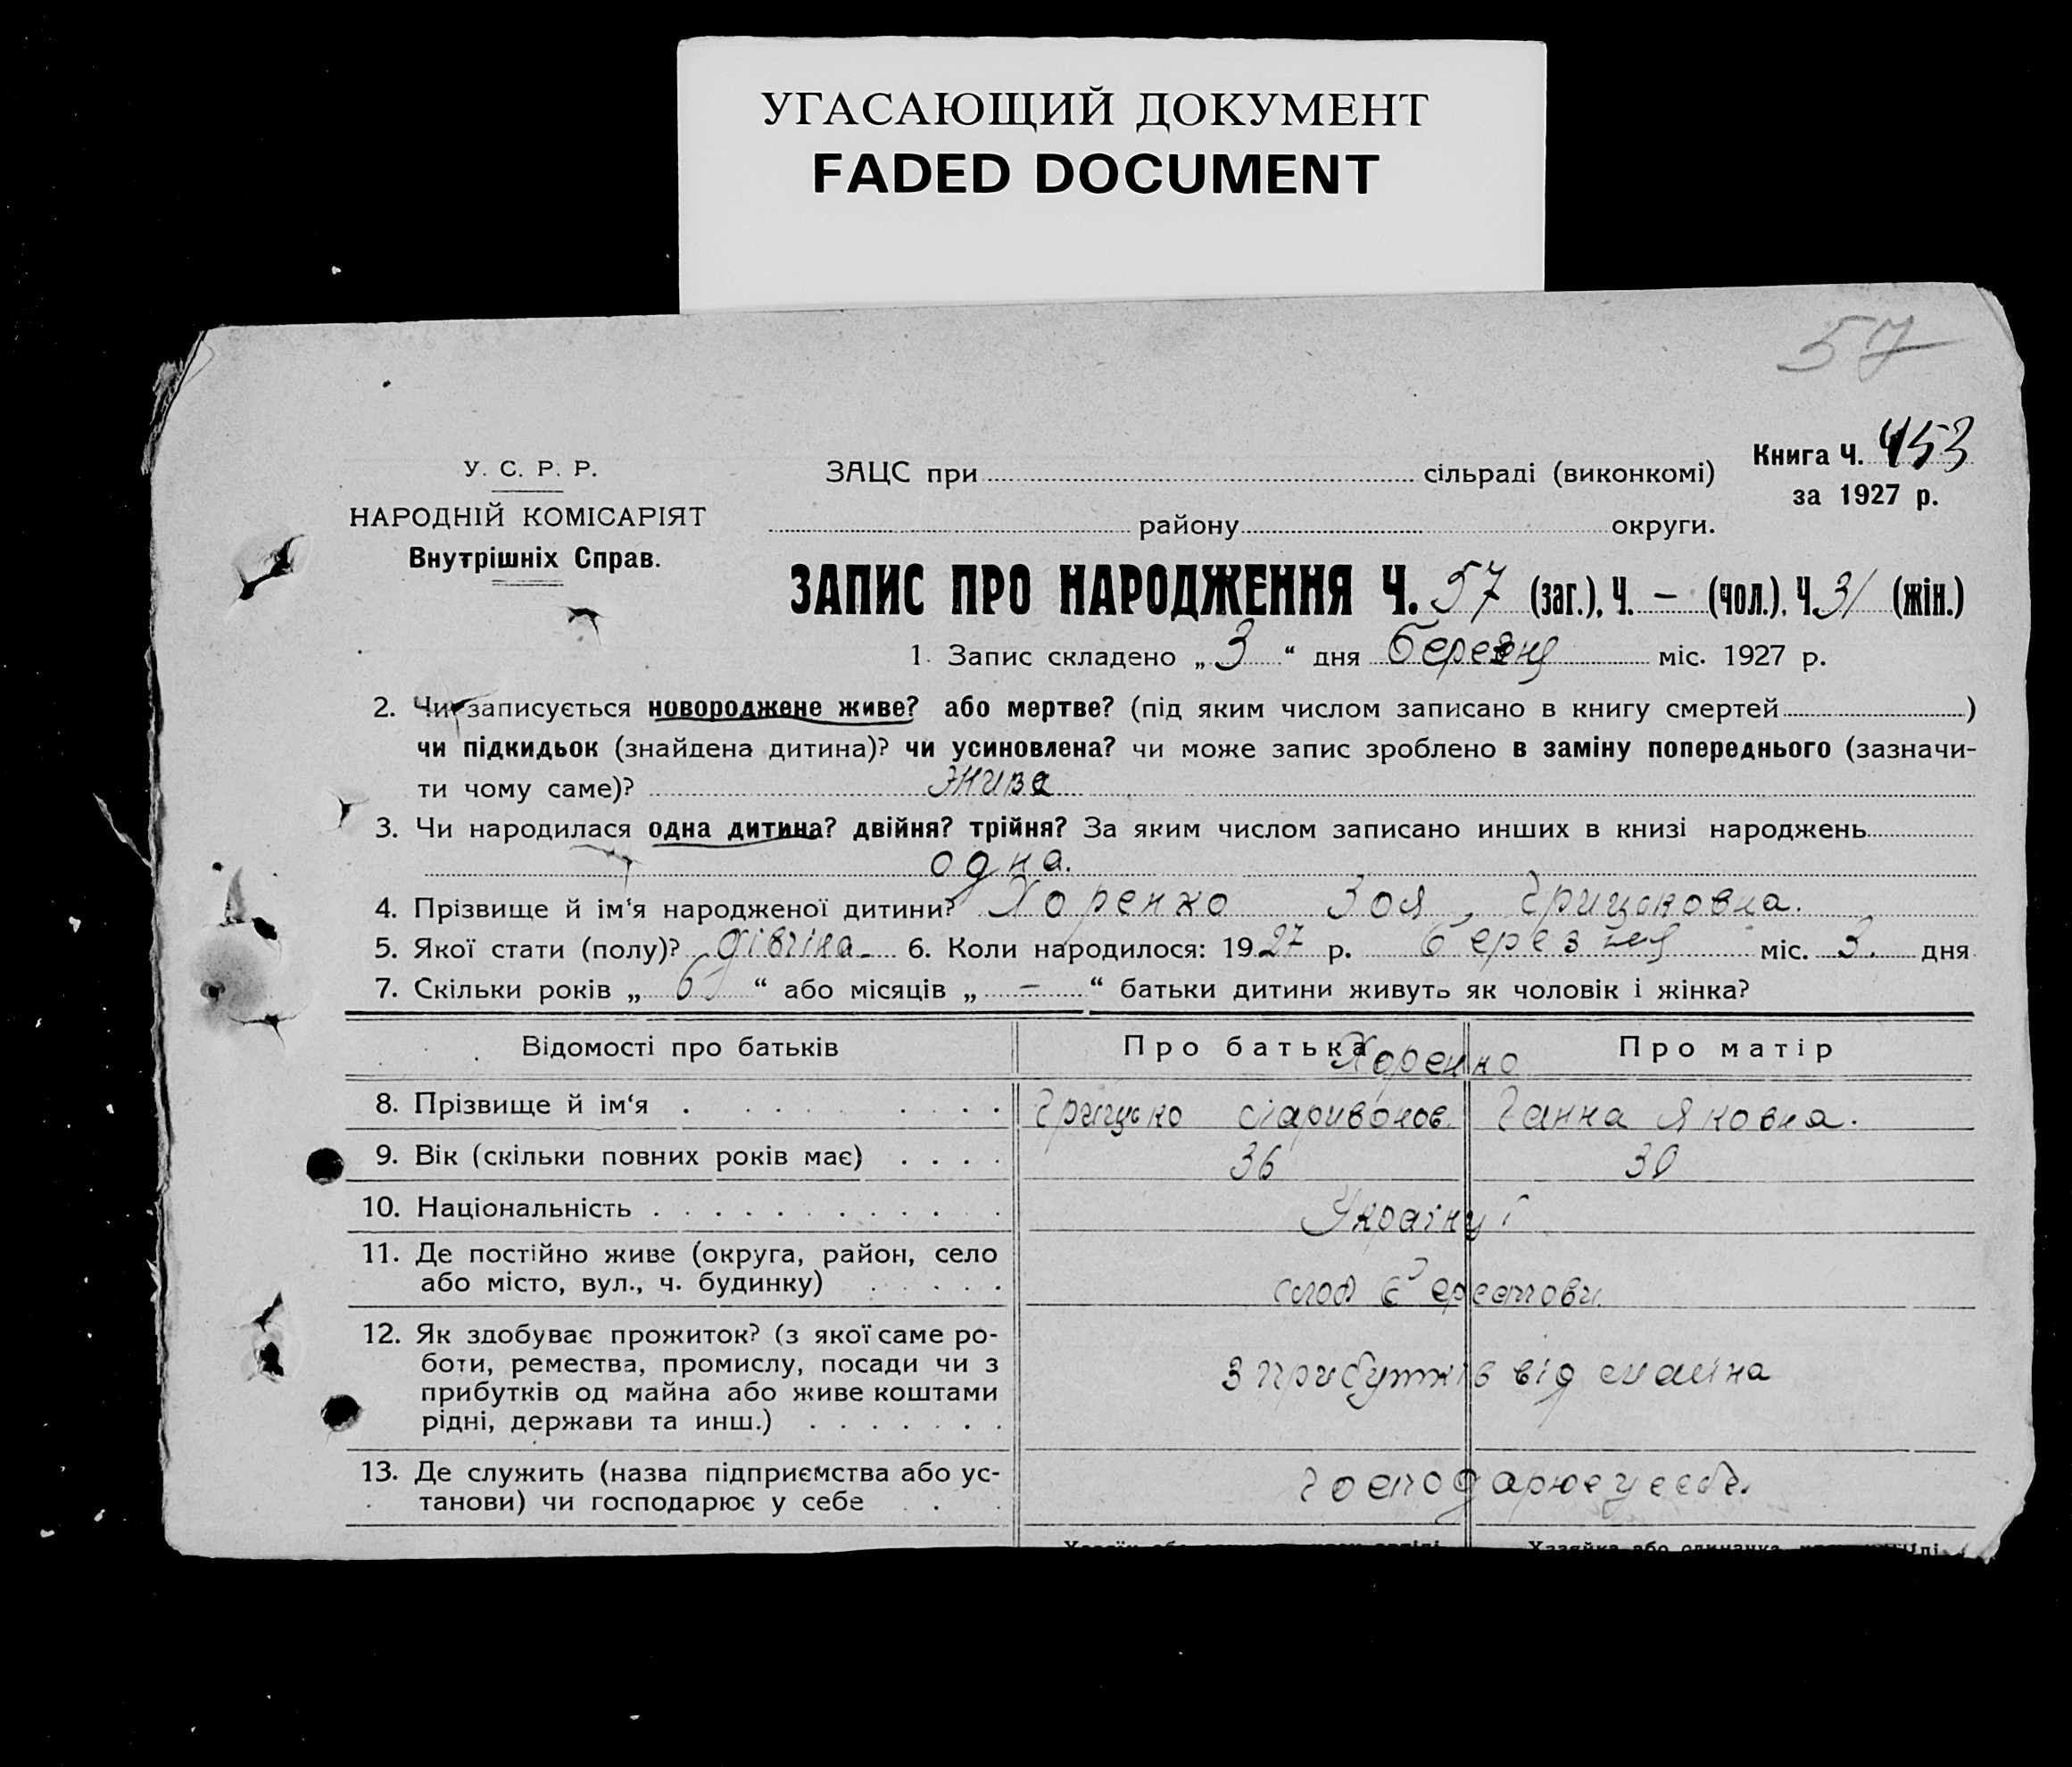 УГАСАЮЩИЙ ДОКУМЕНТ
FADED DOCUMENT
57
Книга Ч. 453
за 1927 р.
У. С. Р. Р.
НАРОДНІЙ КОМІСАРІЯТ
Внутрішніх Справ.
ЗАЦС при сільраді (виконкомі)
району округи.
ЗАПИС ПРО НАРОДЖЕННЯ Ч. 57 (заг.), Ч. – (чол.), Ч. 31 (жін.)
1. Запис складено „ 3 “ дня березня міс. 1927 р.
2. Чи записується новороджене живе? або мертве? (під яким числом записано в книгу смертей )
чи підкидьок (знайдена дитина)? чи усиновлена? чи може запис зроблено в заміну попереднього (зазначи-
ти чому саме)? жива
3. Чи народилася одна дитина? двійня? трійня? За яким числом записано инших в книзі народжень
одна.
4. Прізвище й ім‘я народженої дитини? Хоренко Зоя Грицьковна.
5. Якої стати (полу)? дівчина 6. Коли народилося: 1927 р. березня міс. 3. дня
7. Скільки років „ 6 “ або місяців „ – “ батьки дитини живуть як чоловік і жінка?
Відомості про батьків Про батька Про матір
Хоренко
8. Прізвище й ім‘я Грицько Ганна Яковна.
9. Вік (скільки повних років має) 36 30
10. Національність Українці
11. Де постійно живе (округа, район, село
або місто, вул., ч. будинку) слоб
12. Як здобуває прожиток? (з якої саме ро-
боти, ремества, промислу, посади чи з
прибутків од майна або живе коштами
рідні, держави та инш.)
з прибутків від маїна
13. Де служить (назва підприємства або ус-
танови) чи господарює у себе
господарює у себе.